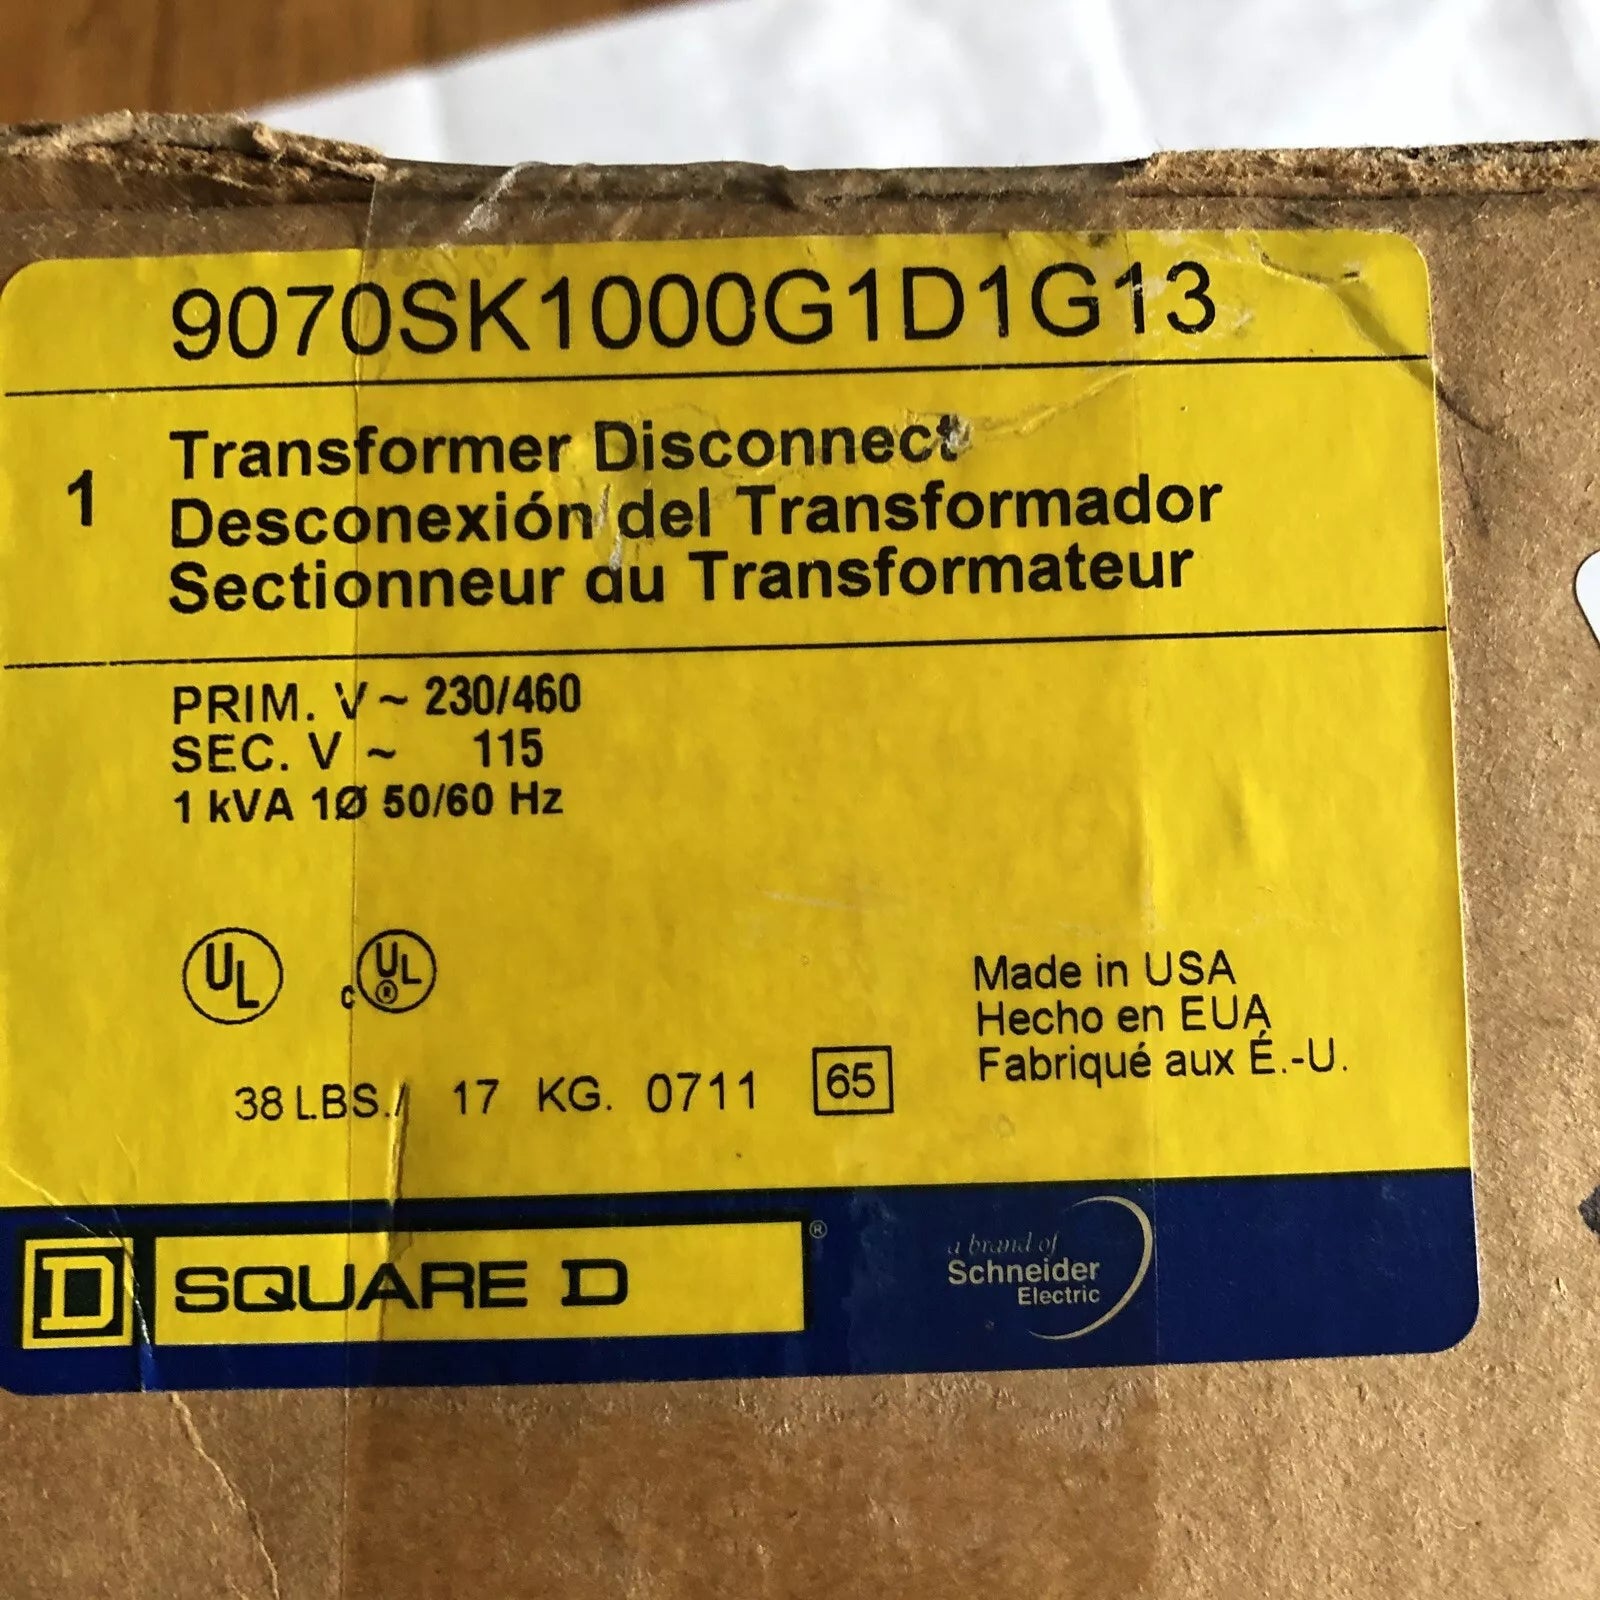 9070SK1000G1D1G13
1
Transformer Disconnect
Desconexión del Transformador
Sectionneur du Transformateur
PRIM. V ~ 230/460
SEC. V ~ 115
1 kVA 1Ø 50/60 Hz
UL
c UL ®
38 LBS./ 17 KG. 0711 65
Made in USA
Hecho en EUA
Fabriqué aux É.-U.
D SQUARE D ®
a brand of
Schneider
Electric